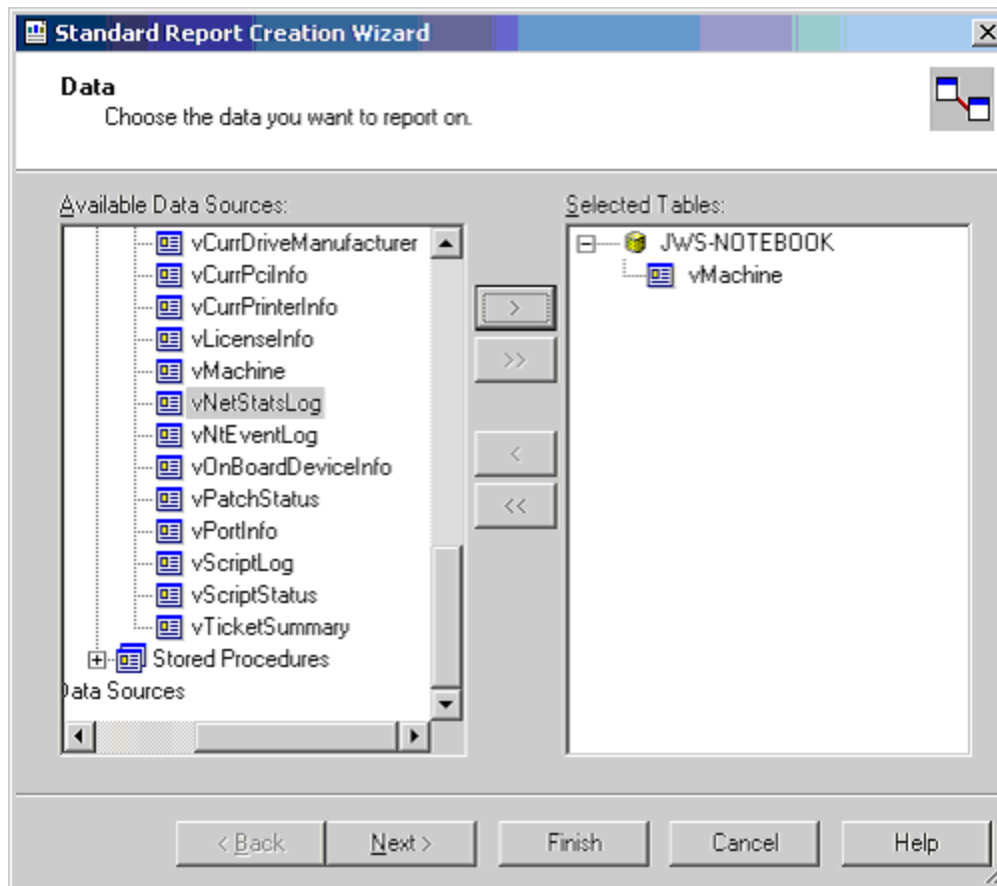 Standard Report Creation Wizard
Data
Choose the data you want to report on.
Available Data Sources:
vCurrDriveManufacturer
vCurrPciInfo
vCurrPrinterInfo
vLicenseInfo
vMachine
vNetStatsLog
vNtEventLog
vOnBoardDeviceInfo
vPatchStatus
vPortInfo
vScriptLog
vScriptStatus
vTicketSummary
Stored Procedures
Data Sources
>
>>
<
<<
Selected Tables:
JWS-NOTEBOOK
vMachine
< Back
Next >
Finish
Cancel
Help